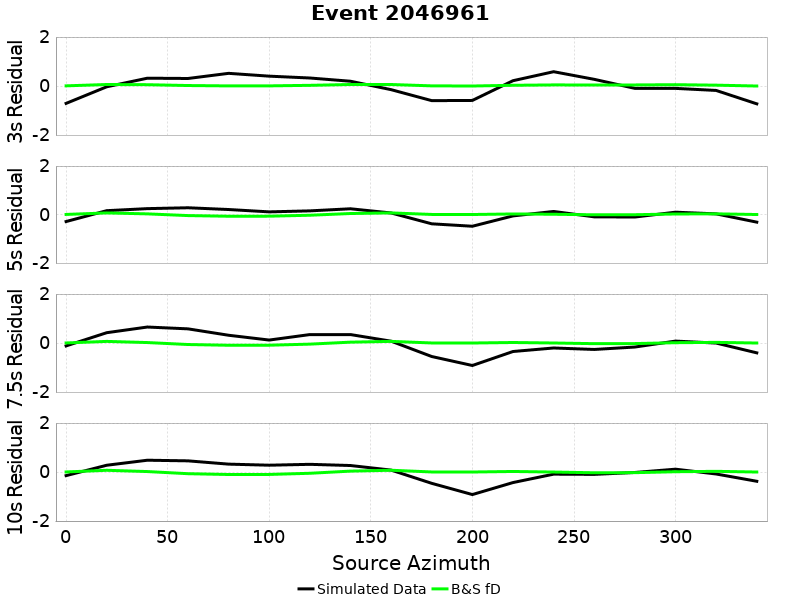 Event 2046961
3s Residual
2
0
-2
5s Residual
2
0
-2
7.5s Residual
2
0
-2
10s Residual
2
0
-2
0 50 100 150 200 250 300
Source Azimuth
Simulated Data B&S fD